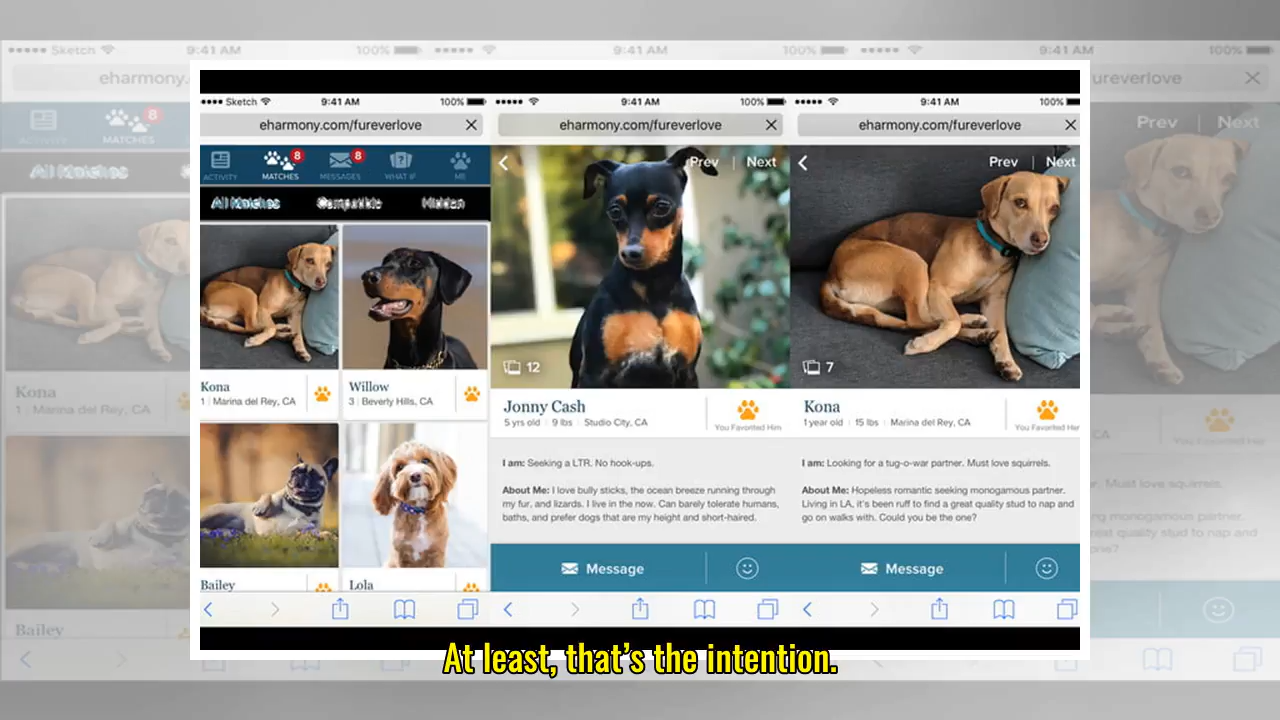 Sketch 9:41 AM 100%
eharmony.com/fureverlove
ACTIVITY MATCHES 8 MESSAGES 8 WHAT IF ME
All Matches Compatible Hidden
Kona
1 | Marina del Rey, CA
Willow
3 | Beverly Hills, CA
Bailey
Lola
9:41 AM 100%
eharmony.com/fureverlove
Prev | Next
12
Jonny Cash
5 yrs old | 9 lbs | Studio City, CA
You Favorited Him
I am: Seeking a LTR. No hook-ups.
About Me: I love bully sticks, the ocean breeze running through
my fur, and lizards. I live in the now. Can barely tolerate humans,
baths, and prefer dogs that are my height and short-haired.
Message
9:41 AM 100%
eharmony.com/fureverlove
Prev | Next
7
Kona
1 year old | 15 lbs | Marina del Rey, CA
You Favorited Her
I am: Looking for a tug-o-war partner. Must love squirrels.
About Me: Hopeless romantic seeking monogamous partner.
Living in LA, it's been ruff to find a great quality stud to nap and
go on walks with. Could you be the one?
Message
At least, that's the intention.